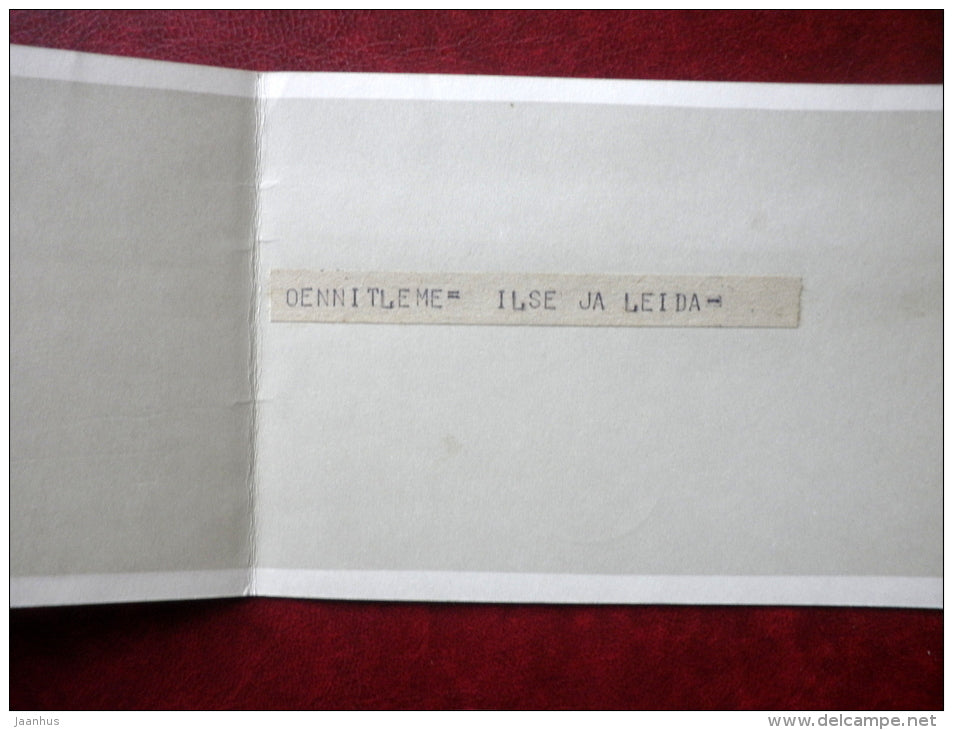 OENNITLEME= ILSE JA LEIDA-
jaanhus
www.delcampe.net